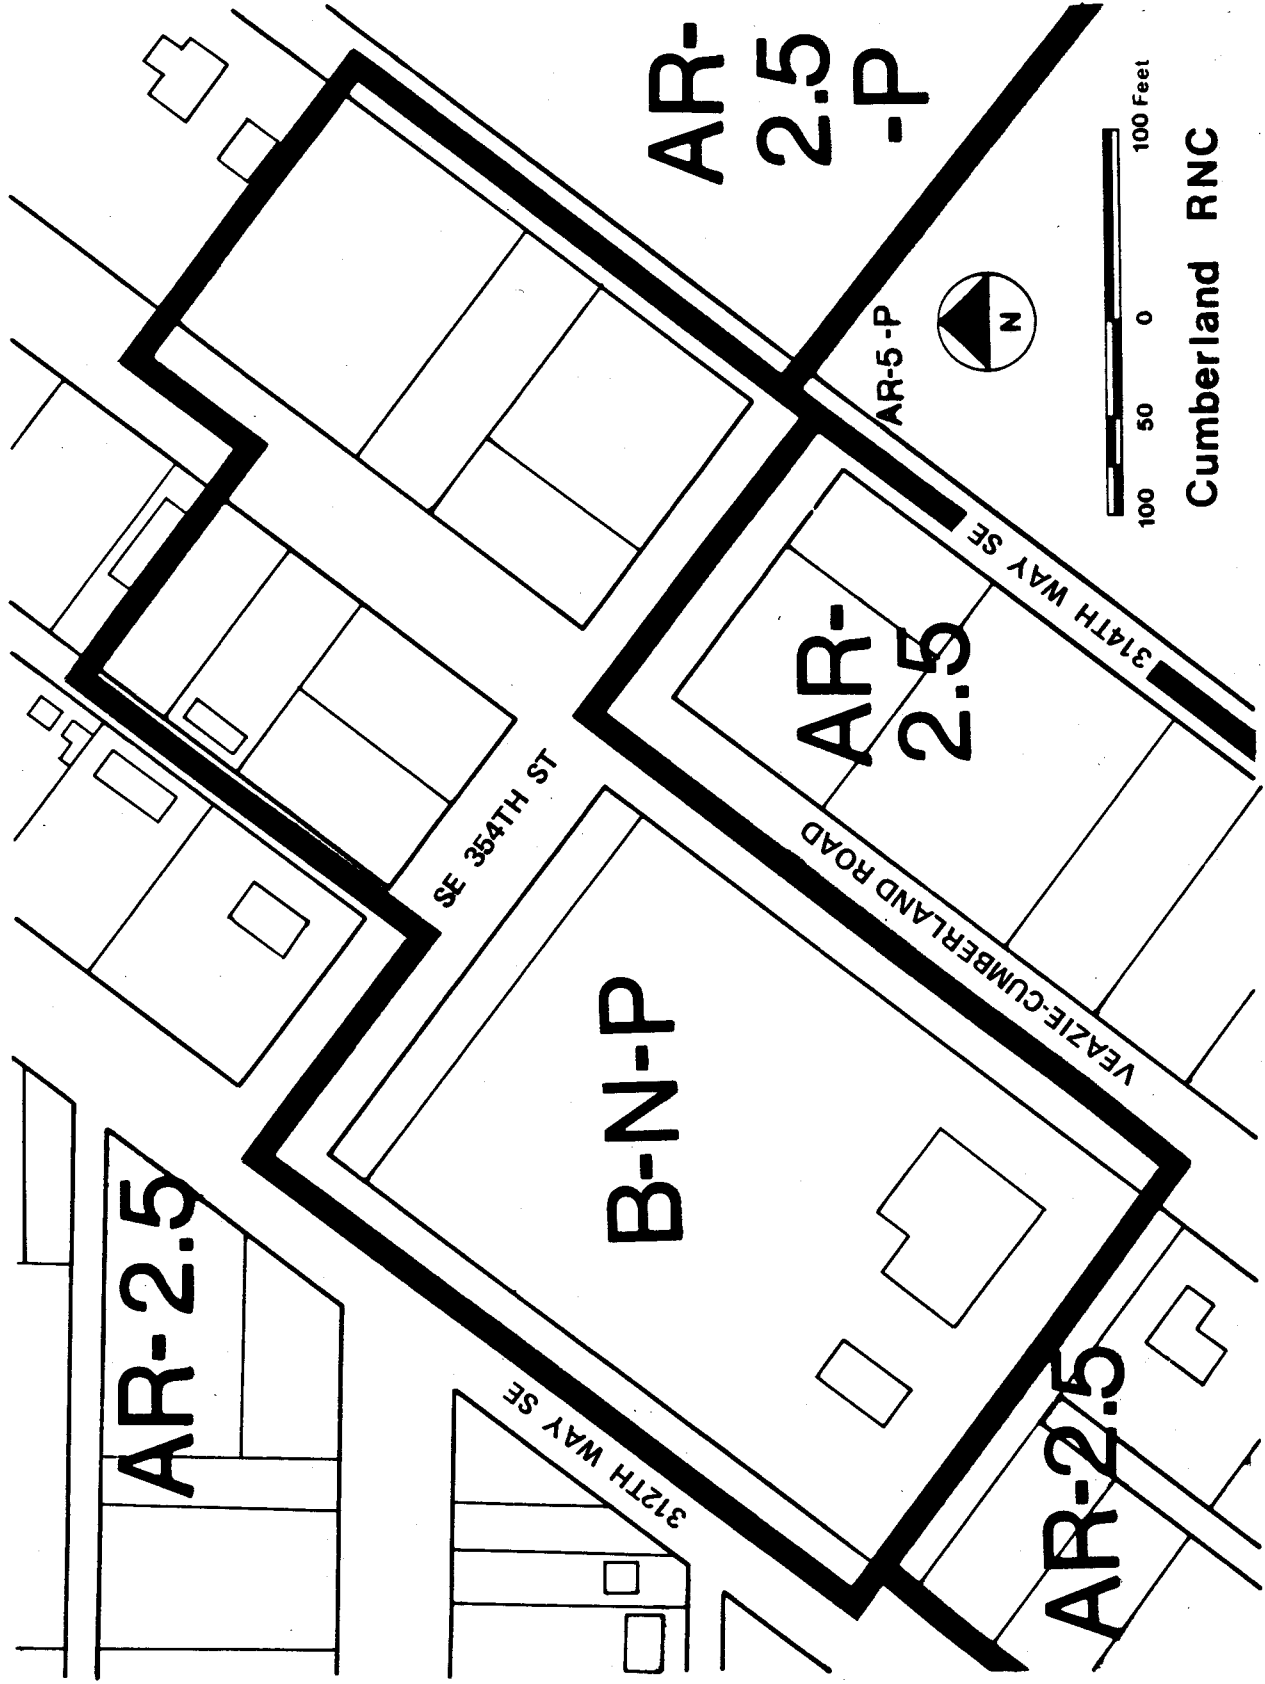 AR-
2.5
-P
AR-5-P
N
100 50 0 100 Feet
Cumberland RNC
314TH WAY SE
AR-
2.5
SE 354TH ST
VEAZIE-CUMBERLAND ROAD
B-N-P
AR-2.5
312TH WAY SE
AR-2.5